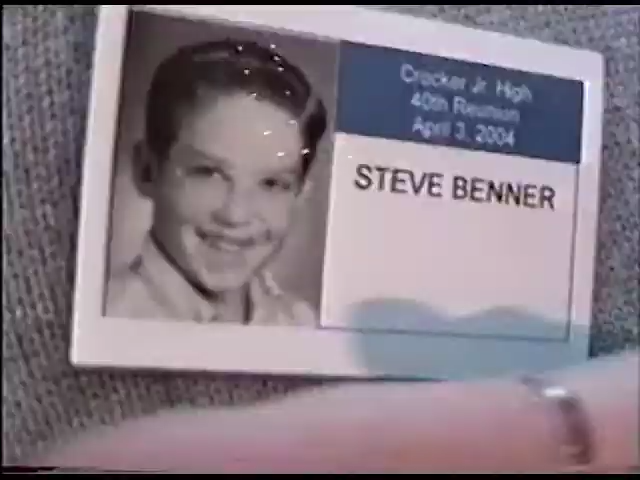 Crocker Jr. High
40th Reunion
April 3, 2004
STEVE BENNER